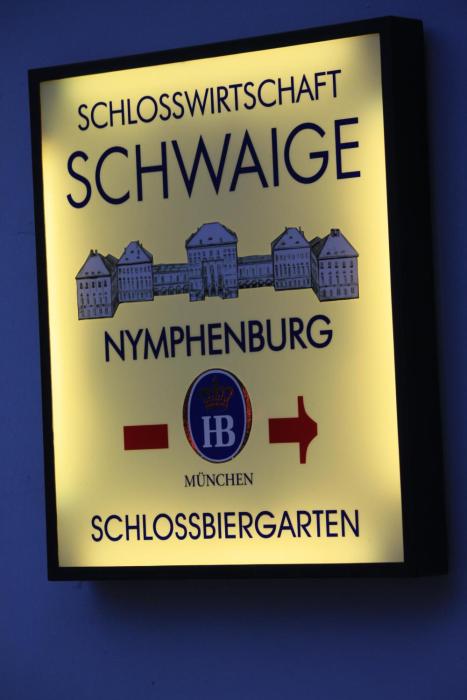 SCHLOSSWIRTSCHAFT
SCHWAIGE
NYMPHENBURG
HB
MÜNCHEN
SCHLOSSBIERGARTEN